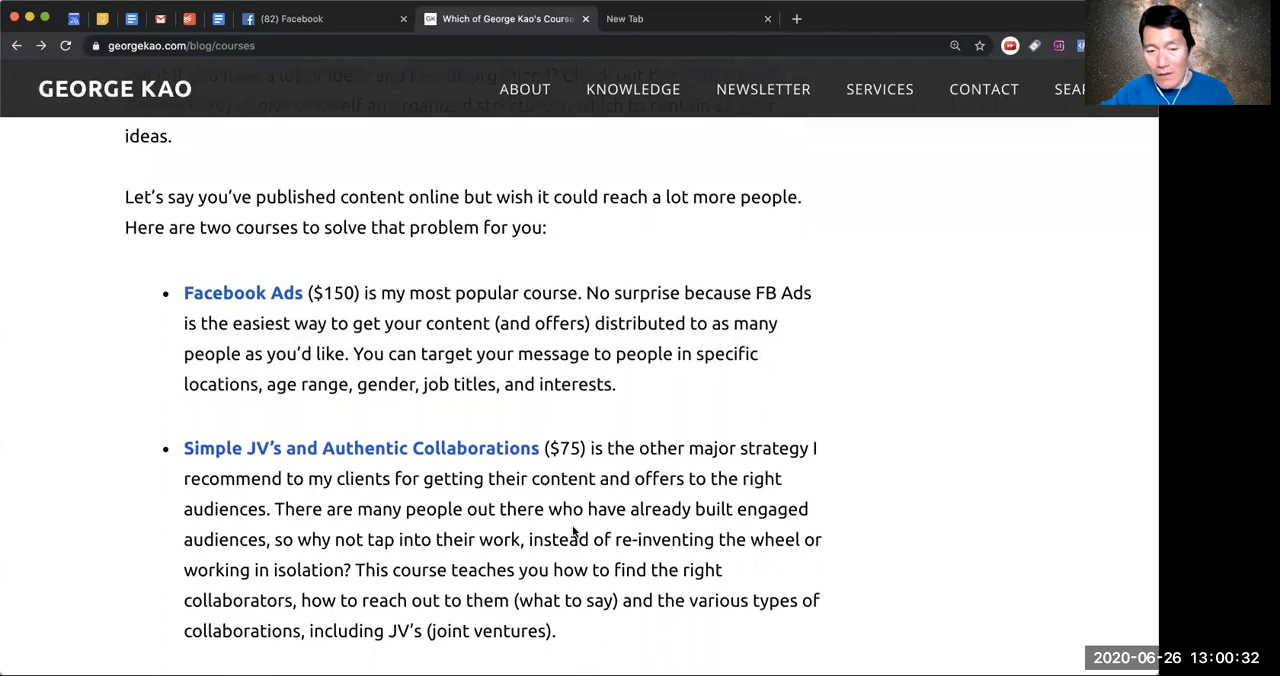 (82) Facebook
Which of George Kao's Course
New Tab
georgekao.com/blog/courses
GEORGE KAO
ABOUT KNOWLEDGE NEWSLETTER SERVICES CONTACT SEA
ideas.
Let's say you've published content online but wish it could reach a lot more people.
Here are two courses to solve that problem for you:
• Facebook Ads ($150) is my most popular course. No surprise because FB Ads
is the easiest way to get your content (and offers) distributed to as many
people as you'd like. You can target your message to people in specific
locations, age range, gender, job titles, and interests.
• Simple JV's and Authentic Collaborations ($75) is the other major strategy I
recommend to my clients for getting their content and offers to the right
audiences. There are many people out there who have already built engaged
audiences, so why not tap into their work, instead of re-inventing the wheel or
working in isolation? This course teaches you how to find the right
collaborators, how to reach out to them (what to say) and the various types of
collaborations, including JV's (joint ventures).
2020-06-26 13:00:32